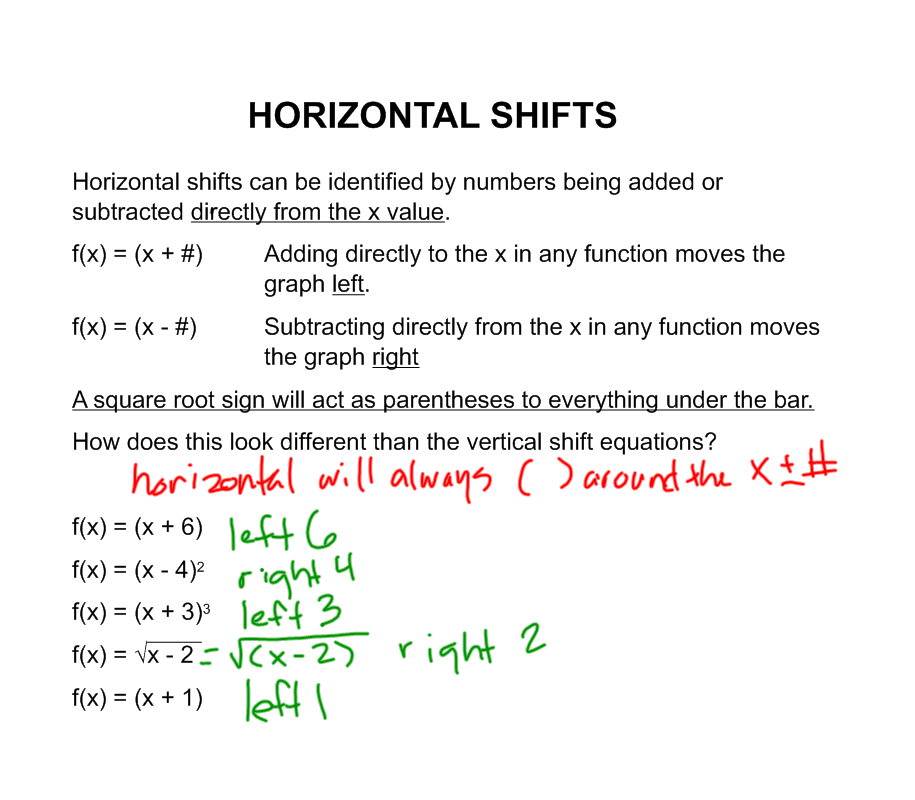 HORIZONTAL SHIFTS
Horizontal shifts can be identified by numbers being added or
subtracted directly from the x value.
f(x) = (x + #) Adding directly to the x in any function moves the
graph left.
f(x) = (x - #) Subtracting directly from the x in any function moves
the graph right
A square root sign will act as parentheses to everything under the bar.
How does this look different than the vertical shift equations?
horizontal will always ( ) around the x ± #
f(x) = (x + 6) left 6
f(x) = (x - 4)² right 4
f(x) = (x + 3)³ left 3
f(x) = √x - 2 = √(x - 2) right 2
f(x) = (x + 1) left 1